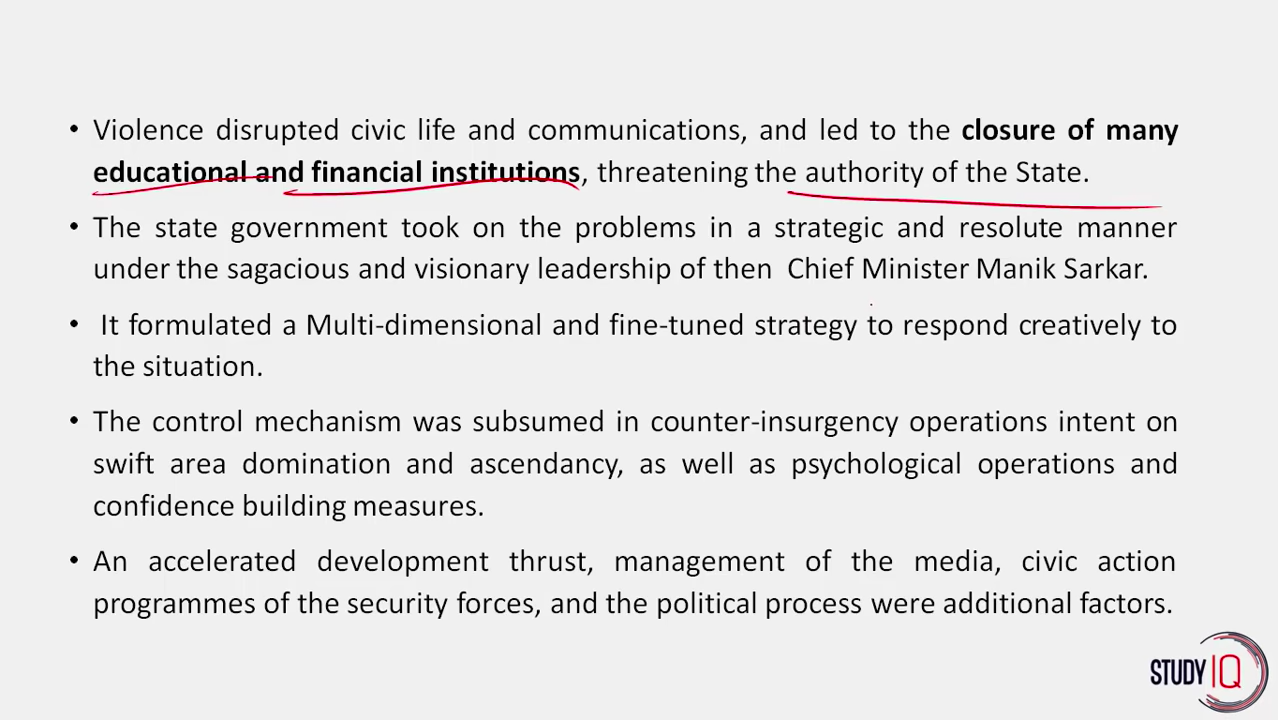 • Violence disrupted civic life and communications, and led to the closure of many
educational and financial institutions, threatening the authority of the State.
• The state government took on the problems in a strategic and resolute manner
under the sagacious and visionary leadership of then Chief Minister Manik Sarkar.
• It formulated a Multi-dimensional and fine-tuned strategy to respond creatively to
the situation.
• The control mechanism was subsumed in counter-insurgency operations intent on
swift area domination and ascendancy, as well as psychological operations and
confidence building measures.
• An accelerated development thrust, management of the media, civic action
programmes of the security forces, and the political process were additional factors.
STUDY IQ